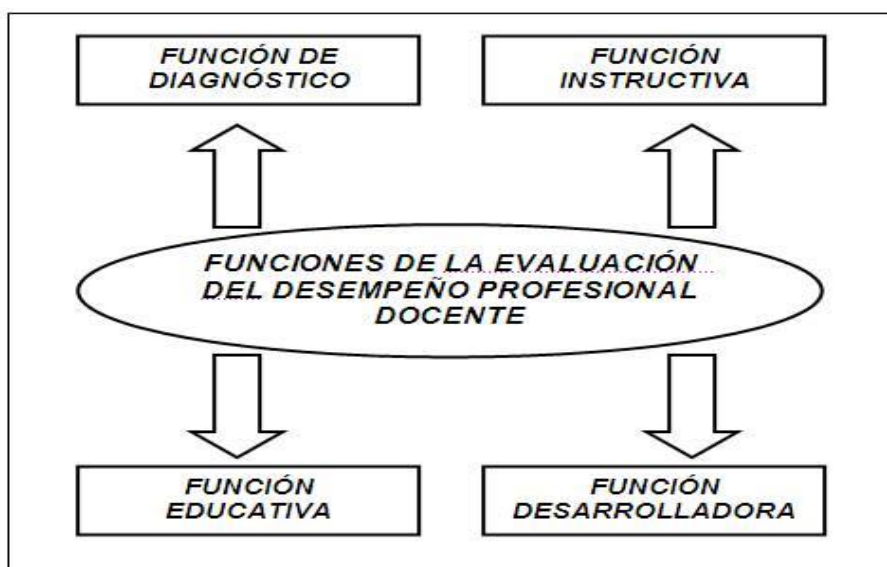 FUNCIÓN DE
DIAGNÓSTICO
FUNCIÓN
INSTRUCTIVA
FUNCIONES DE LA EVALUACIÓN
DEL DESEMPEÑO PROFESIONAL
DOCENTE
FUNCIÓN
EDUCATIVA
FUNCIÓN
DESARROLLADORA